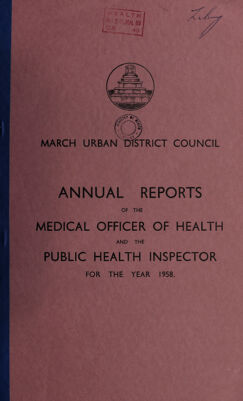 HEALTH
MARCH URBAN DISTRICT COUNCIL
ANNUAL REPORTS
OF THE
MEDICAL OFFICER OF HEALTH
AND THE
PUBLIC HEALTH INSPECTOR
FOR THE YEAR 1958.